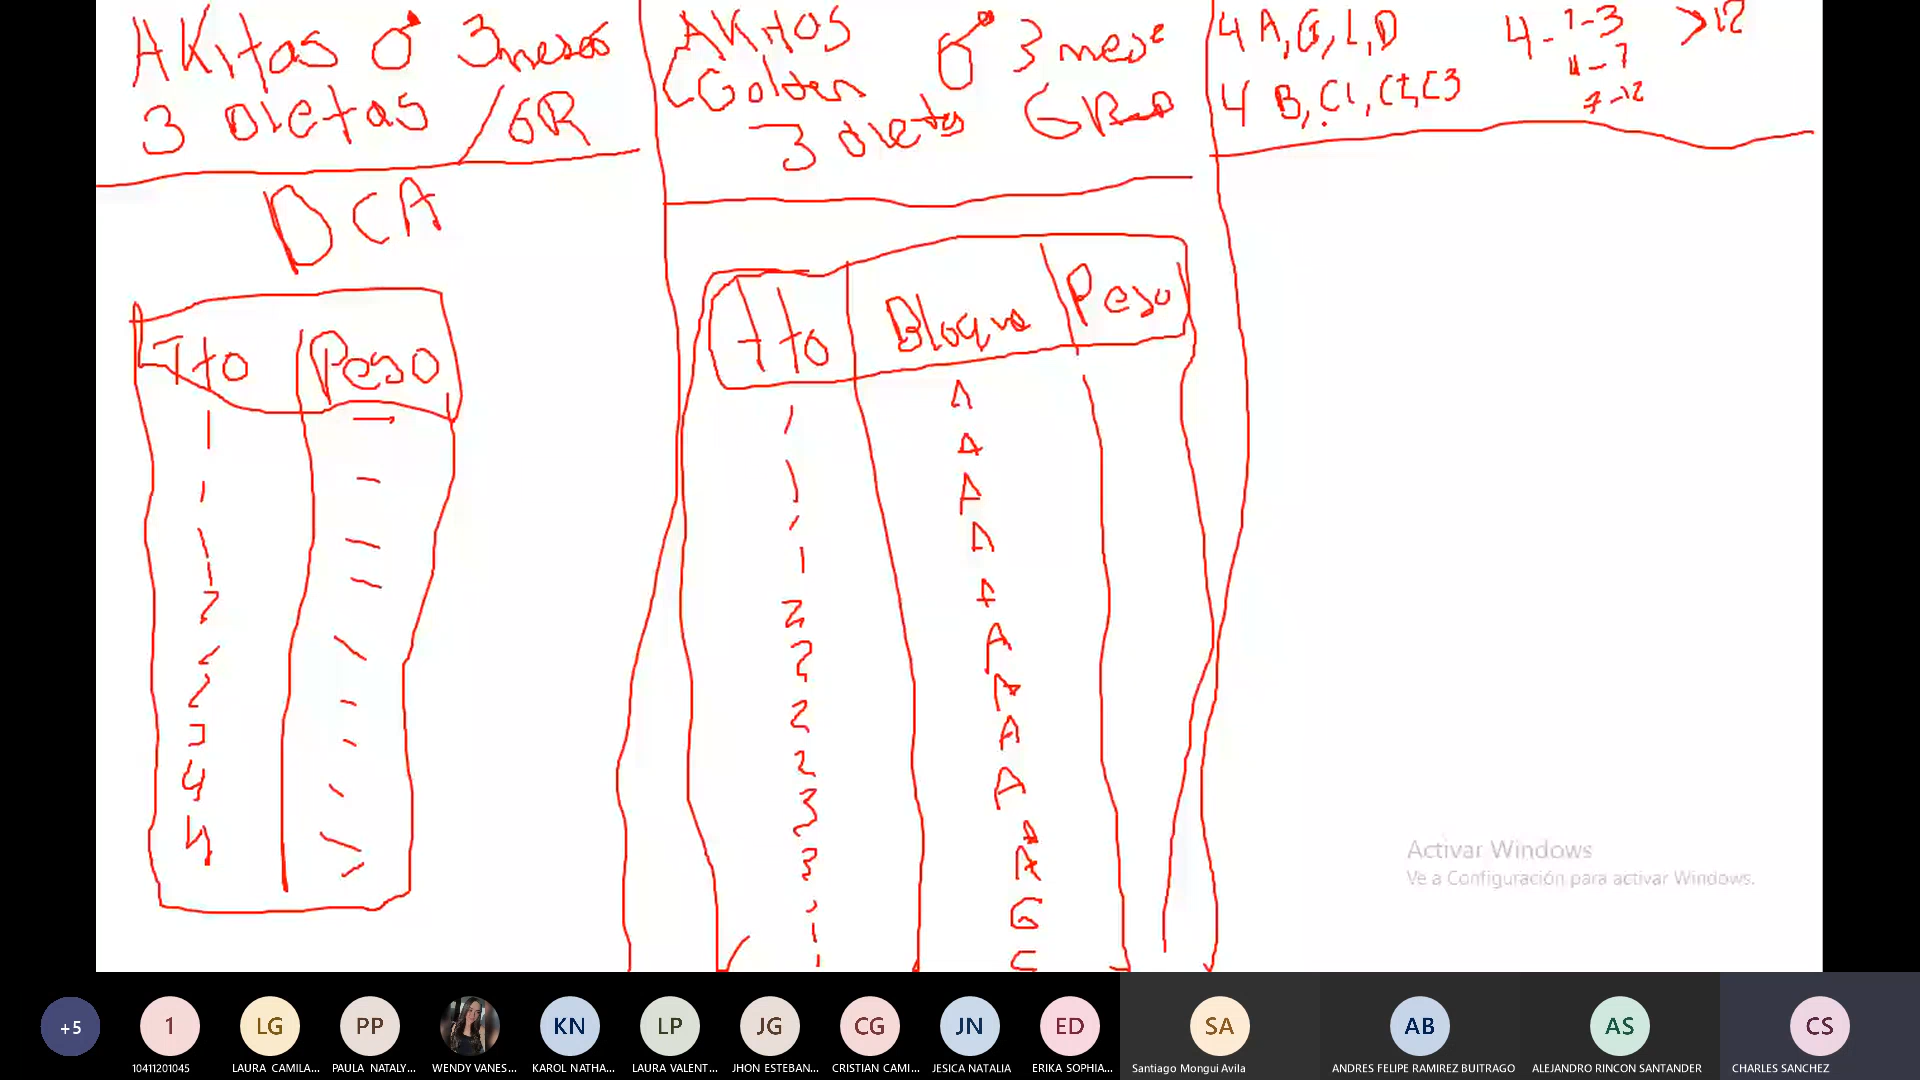 AKitas ♂ 3 meses
3 Dietas / GR
DCA
Tto Peso
1
1
1
1
2
2
2
3
4
4
AKitas
Golden ♂ 3 mese
3 dietas
Tto Bloque Peso
A
1 A
1 A
1 A
1 A
2 A
2 A
2 A
2 A
3 A
3 A
1 G
1
4 A, G, L, D
4 B, C1, C2, C3
4 - 1-3 >12
4-7
7-12
Activar Windows
Ve a Configuración para activar Windows.
+5
1
LG
PP
KN
LP
JG
CG
JN
ED
SA
AB
AS
CS
10411201045
LAURA CAMILA...
PAULA NATALY...
WENDY VANES...
KAROL NATHA...
LAURA VALENT...
JHON ESTEBAN...
CRISTIAN CAMI...
JESICA NATALIA
ERIKA SOPHIA...
Santiago Mongui Avila
ANDRES FELIPE RAMIREZ BUITRAGO
ALEJANDRO RINCON SANTANDER
CHARLES SANCHEZ